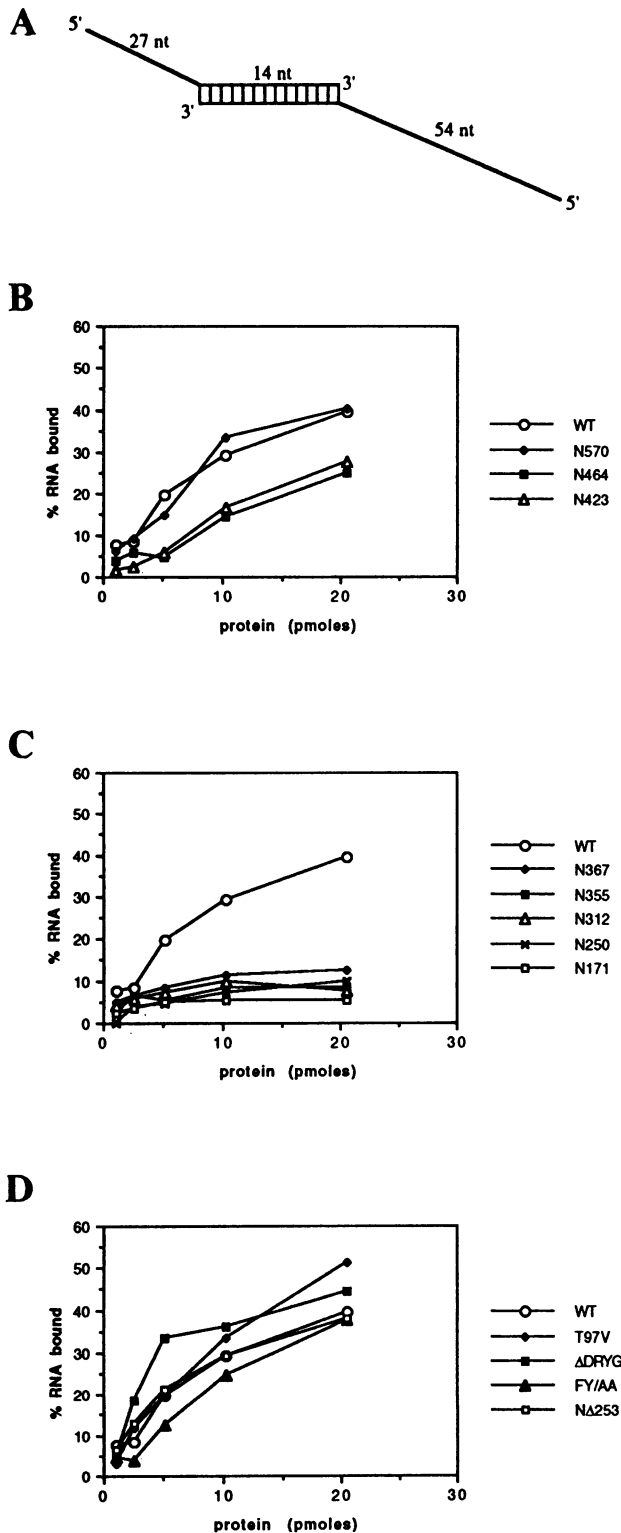 A
5'
27 nt
14 nt
3'
3'
54 nt
5'
B
60
50
40
30
20
10
0
% RNA bound
0
10
20
30
protein (pmoles)
WT
N570
N464
N423
C
60
50
40
30
20
10
0
% RNA bound
0
10
20
30
protein (pmoles)
WT
N367
N355
N312
N250
N171
D
60
50
40
30
20
10
0
% RNA bound
0
10
20
30
protein (pmoles)
WT
T97V
ΔDRYG
FY/AA
NΔ253